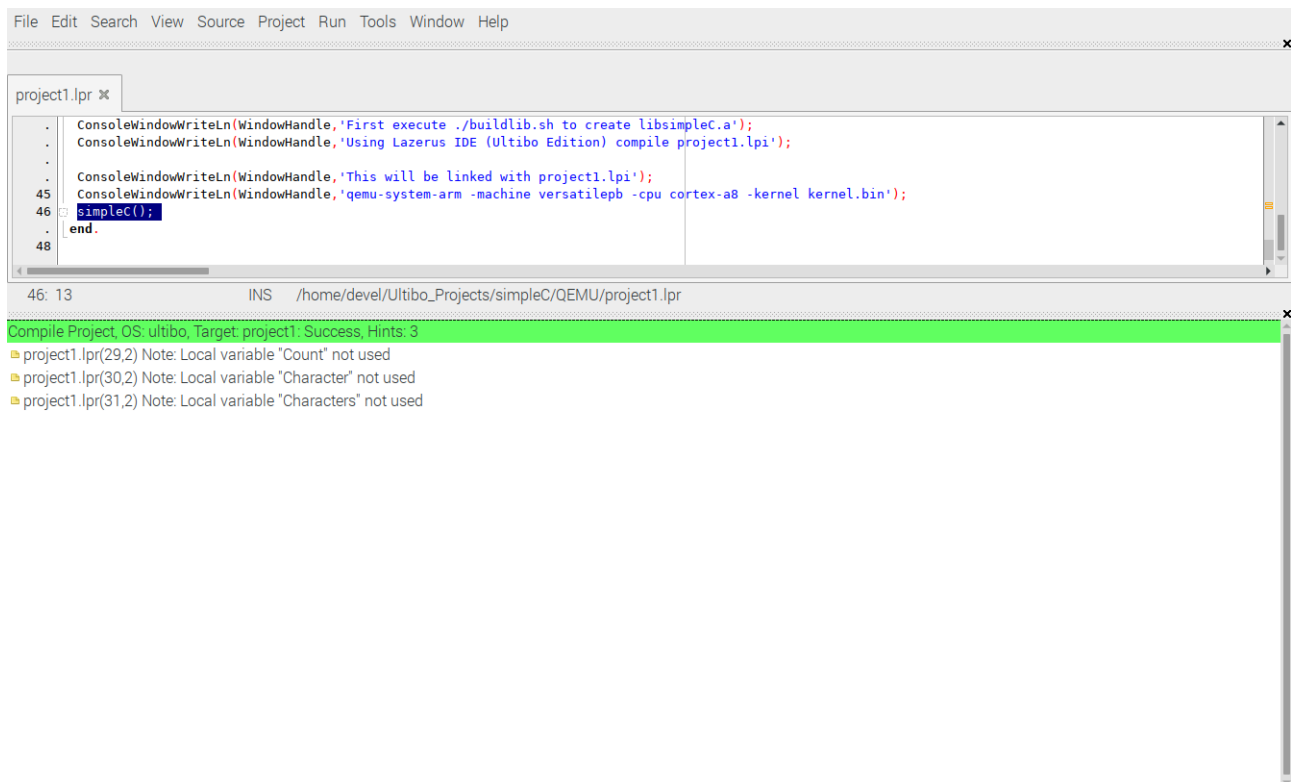 File Edit Search View Source Project Run Tools Window Help
project1.lpr
. ConsoleWindowWriteLn(WindowHandle,'First execute ./buildlib.sh to create libsimpleC.a');
. ConsoleWindowWriteLn(WindowHandle,'Using Lazerus IDE (Ultibo Edition) compile project1.lpi');
.
. ConsoleWindowWriteLn(WindowHandle,'This will be linked with project1.lpi');
45 ConsoleWindowWriteLn(WindowHandle,'qemu-system-arm -machine versatilepb -cpu cortex-a8 -kernel kernel.bin');
46 simpleC();
. end.
48
46: 13 INS /home/devel/Ultibo_Projects/simpleC/QEMU/project1.lpr
Compile Project, OS: ultibo, Target: project1: Success, Hints: 3
project1.lpr(29,2) Note: Local variable "Count" not used
project1.lpr(30,2) Note: Local variable "Character" not used
project1.lpr(31,2) Note: Local variable "Characters" not used